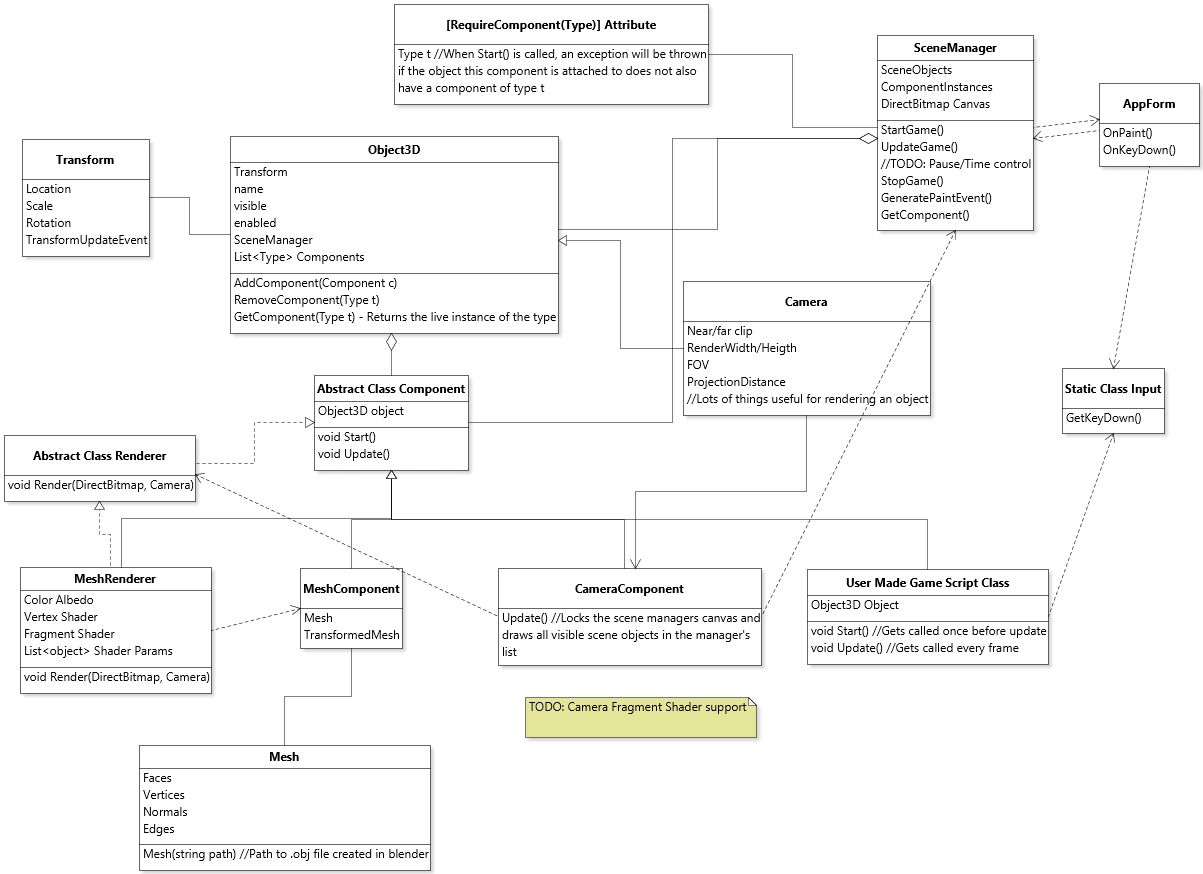 [RequireComponent(Type)] Attribute
Type t //When Start() is called, an exception will be thrown
if the object this component is attached to does not also
have a component of type t
SceneManager
SceneObjects
ComponentInstances
DirectBitmap Canvas
StartGame()
UpdateGame()
//TODO: Pause/Time control
StopGame()
GeneratePaintEvent()
GetComponent()
AppForm
OnPaint()
OnKeyDown()
Transform
Location
Scale
Rotation
TransformUpdateEvent
Object3D
Transform
name
visible
enabled
SceneManager
List<Type> Components
AddComponent(Component c)
RemoveComponent(Type t)
GetComponent(Type t) - Returns the live instance of the type
Camera
Near/far clip
RenderWidth/Heigth
FOV
ProjectionDistance
//Lots of things useful for rendering an object
Static Class Input
GetKeyDown()
Abstract Class Component
Object3D object
void Start()
void Update()
Abstract Class Renderer
void Render(DirectBitmap, Camera)
MeshRenderer
Color Albedo
Vertex Shader
Fragment Shader
List<object> Shader Params
void Render(DirectBitmap, Camera)
MeshComponent
Mesh
TransformedMesh
CameraComponent
Update() //Locks the scene managers canvas and
draws all visible scene objects in the manager's
list
User Made Game Script Class
Object3D Object
void Start() //Gets called once before update
void Update() //Gets called every frame
TODO: Camera Fragment Shader support
Mesh
Faces
Vertices
Normals
Edges
Mesh(string path) //Path to .obj file created in blender